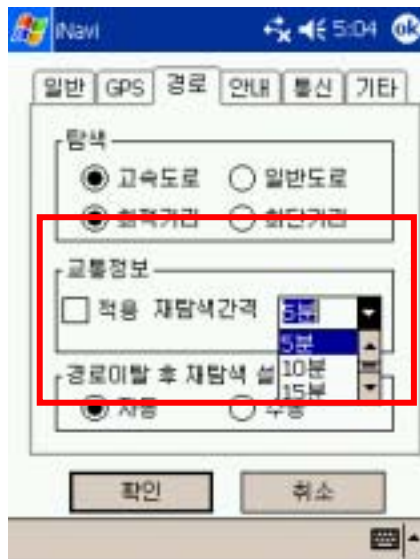 iNavi 5:04 ok
일반 GPS 경로 안내 통신 기타
탐색
고속도로 일반도로
최적거리 최단거리
교통정보
적용 재탐색간격 5분
5분
10분
15분
경로이탈 후 재탐색 설
자동 수동
확인 취소